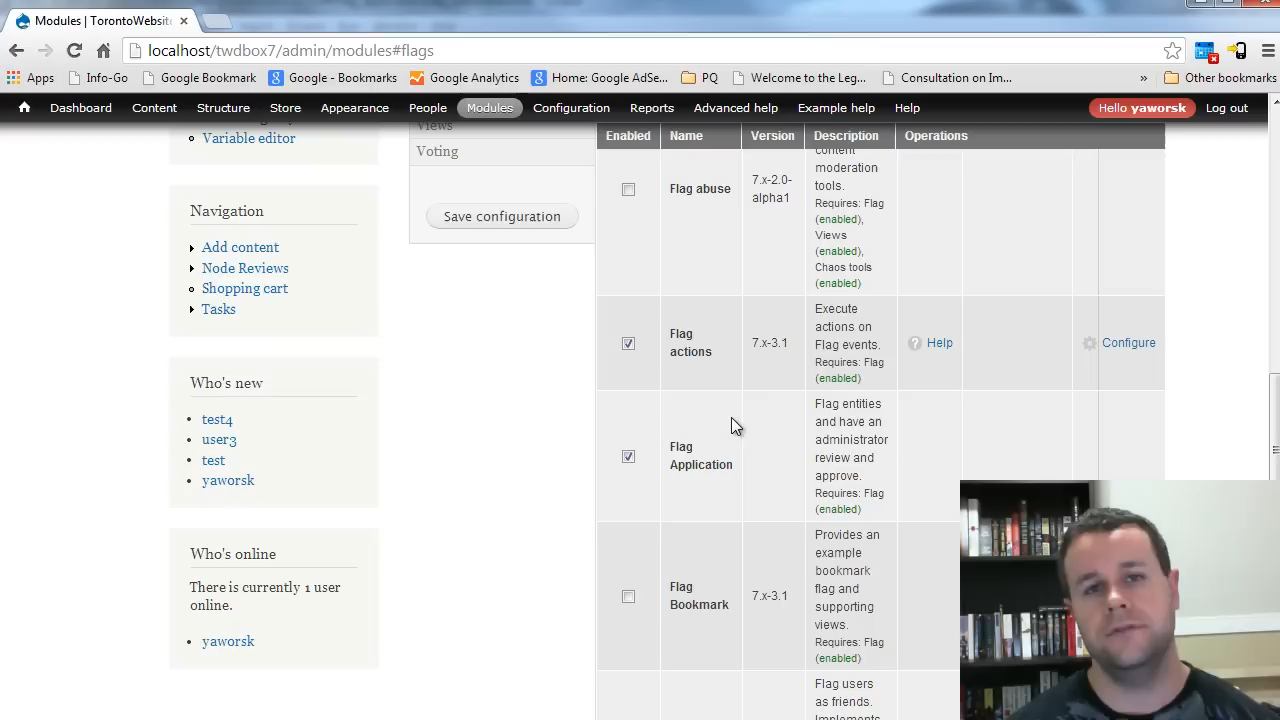 Modules | TorontoWebsite
localhost/twdbox7/admin/modules#flags
Apps Info-Go Google Bookmark Google - Bookmarks Google Analytics Home: Google AdSe... PQ Welcome to the Leg... Consultation on Im... » Other bookmarks
Dashboard Content Structure Store Appearance People Modules Configuration Reports Advanced help Example help Help Hello yaworsk Log out
Variable editor
Navigation
Add content
Node Reviews
Shopping cart
Tasks
Who's new
test4
user3
test
yaworsk
Who's online
There is currently 1 user
online.
yaworsk
Views
Voting
Save configuration
Enabled Name Version Description Operations
Flag abuse
7.x-2.0-
alpha1
content
moderation
tools.
Requires: Flag
(enabled),
Views
(enabled),
Chaos tools
(enabled)
Flag
actions
7.x-3.1
Execute
actions on
Flag events.
Requires: Flag
(enabled)
Help
Configure
Flag
Application
Flag entities
and have an
administrator
review and
approve.
Requires: Flag
(enabled)
Flag
Bookmark
7.x-3.1
Provides an
example
bookmark
flag and
supporting
views.
Requires: Flag
(enabled)
Flag users
as friends.
Implements